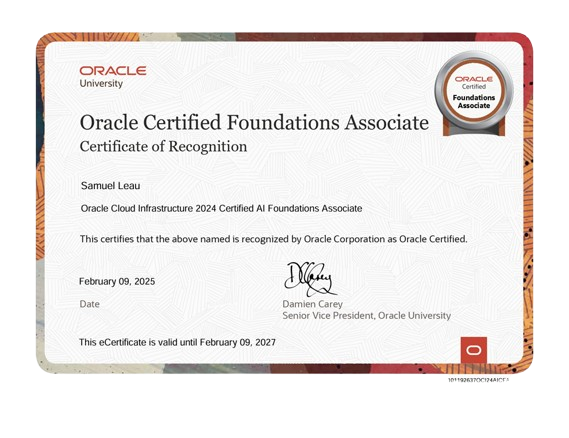 ORACLE
University
ORACLE
Certified
Foundations
Associate
Oracle Certified Foundations Associate
Certificate of Recognition
Samuel Leau
Oracle Cloud Infrastructure 2024 Certified AI Foundations Associate
This certifies that the above named is recognized by Oracle Corporation as Oracle Certified.
February 09, 2025
Date
DCarey
Damien Carey
Senior Vice President, Oracle University
This eCertificate is valid until February 09, 2027